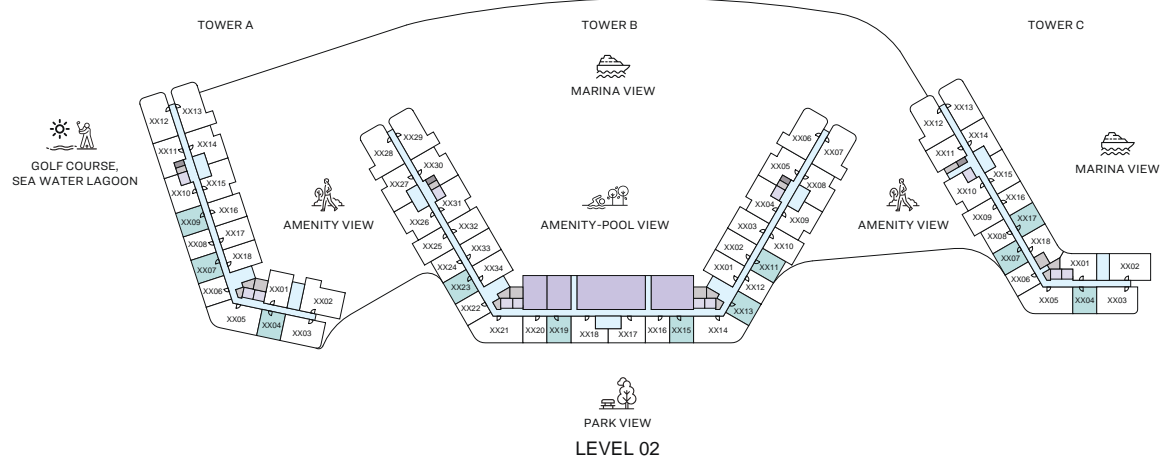 TOWER A
TOWER B
TOWER C
MARINA VIEW
GOLF COURSE,
SEA WATER LAGOON
AMENITY VIEW
AMENITY-POOL VIEW
AMENITY VIEW
MARINA VIEW
XX12
XX13
XX11
XX14
XX10
XX15
XX09
XX16
XX08
XX17
XX07
XX18
XX06
XX01
XX02
XX05
XX04
XX03
XX28
XX29
XX27
XX30
XX26
XX31
XX25
XX32
XX24
XX33
XX23
XX34
XX22
XX21
XX20
XX19
XX18
XX17
XX16
XX15
XX14
XX13
XX12
XX11
XX10
XX09
XX08
XX07
XX06
XX05
XX04
XX03
XX02
XX01
XX12
XX13
XX11
XX14
XX10
XX15
XX09
XX16
XX08
XX17
XX07
XX18
XX06
XX01
XX02
XX05
XX04
XX03
PARK VIEW
LEVEL 02